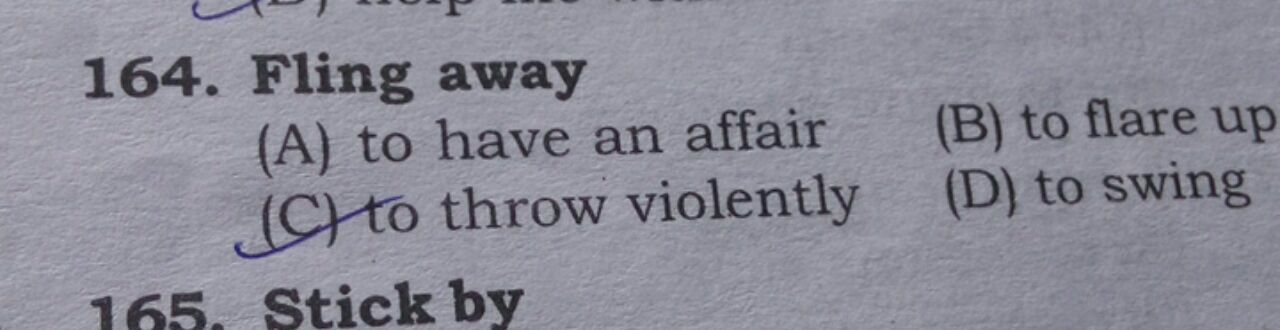 164. Fling away
(A) to have an affair (B) to flare up
(C) to throw violently (D) to swing
165. Stick by